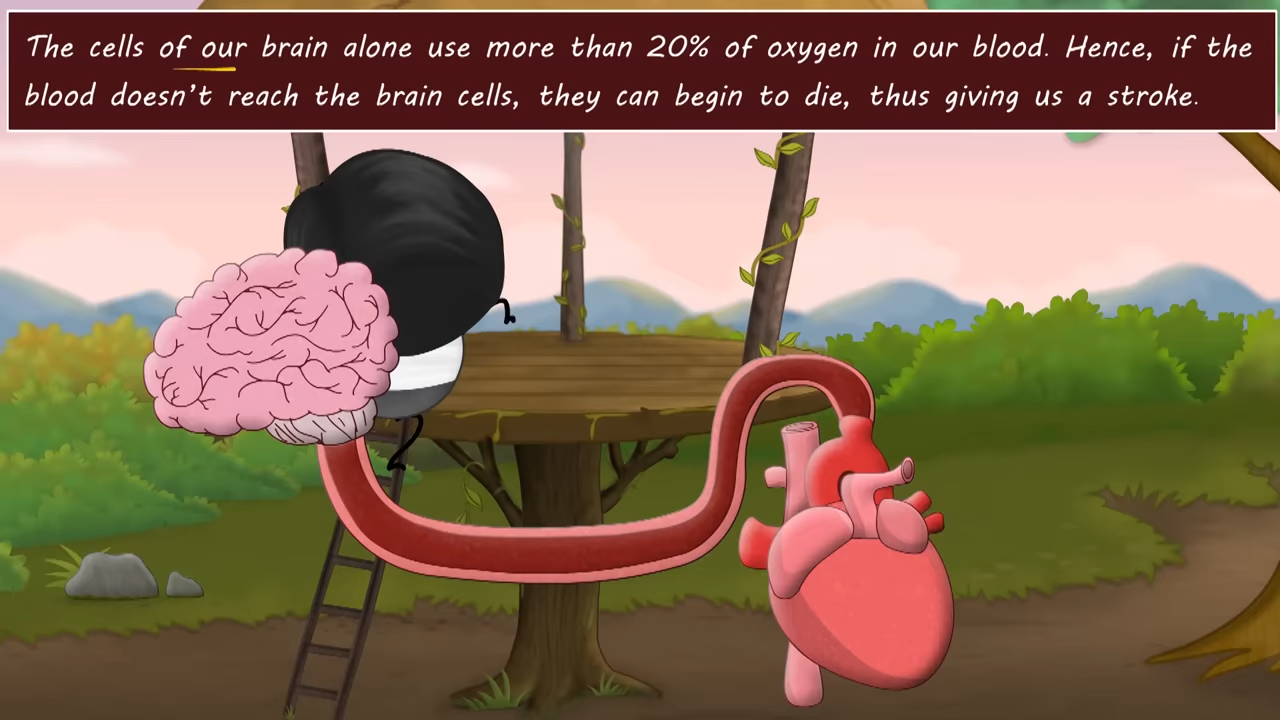 The cells of our brain alone use more than 20% of oxygen in our blood. Hence, if the
blood doesn't reach the brain cells, they can begin to die, thus giving us a stroke.